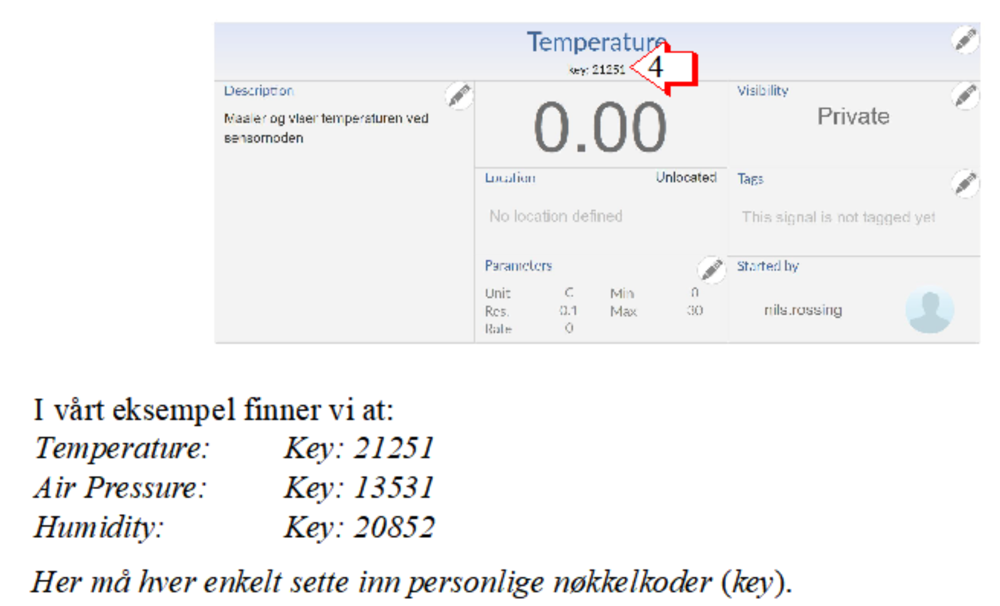 Temperature
key: 21251
4
Description
Maaler og viser temperaturen ved
sensornoden
0.00
Visibility
Private
Location Unlocated
No location defined
Tags
This signal is not tagged yet
Parameters
Unit C Min 0
Res. 0.1 Max 30
Rate 0
Started by
nils.rossing
I vårt eksempel finner vi at:
Temperature: Key: 21251
Air Pressure: Key: 13531
Humidity: Key: 20852
Her må hver enkelt sette inn personlige nøkkelkoder (key).